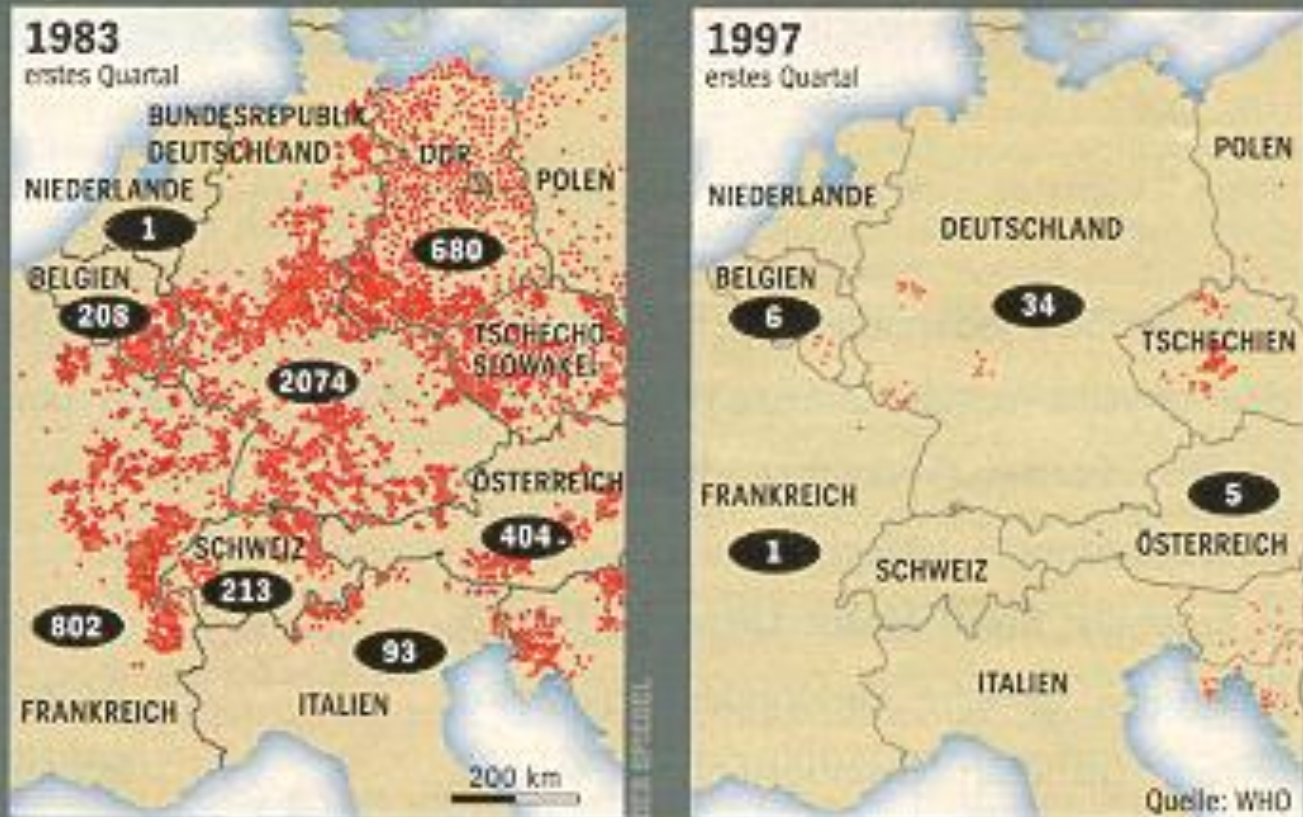 1983
erstes Quartal
BUNDESREPUBLIK
DEUTSCHLAND
DDR
NIEDERLANDE
POLEN
1
680
BELGIEN
208
TSCHECHO
SLOWAKEI
2074
ÖSTERREICH
404
SCHWEIZ
213
802
93
FRANKREICH
ITALIEN
200 km
DER SPIEGEL
1997
erstes Quartal
POLEN
NIEDERLANDE
DEUTSCHLAND
BELGIEN
6
34
TSCHECHIEN
FRANKREICH
5
1
ÖSTERREICH
SCHWEIZ
ITALIEN
Quelle: WHO